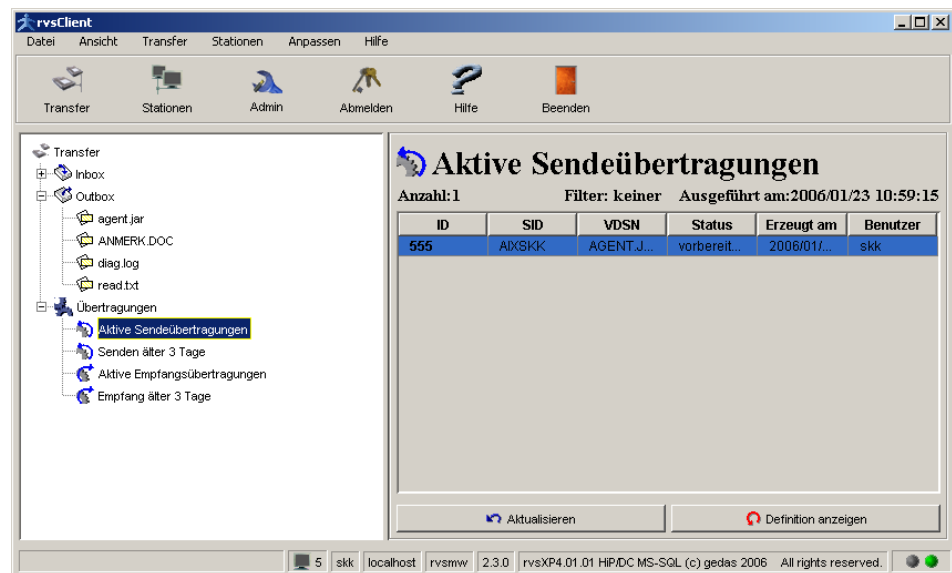 rvsClient
Datei Ansicht Transfer Stationen Anpassen Hilfe
Transfer Stationen Admin Abmelden Hilfe Beenden
Transfer
Inbox
Outbox
agent.jar
ANMERK.DOC
diag.log
read.txt
Übertragungen
Aktive Sendeübertragungen
Senden älter 3 Tage
Aktive Empfangsübertragungen
Empfang älter 3 Tage
Aktive Sendeübertragungen
Anzahl:1 Filter: keiner Ausgeführt am:2006/01/23 10:59:15
ID SID VDSN Status Erzeugt am Benutzer
555 AIXSKK AGENT.J... vorbereit... 2006/01/... skk
Aktualisieren Definition anzeigen
5 skk localhost rvsmw 2.3.0 rvsXP4.01.01 HiP/DC MS-SQL (c) gedas 2006 All rights reserved.